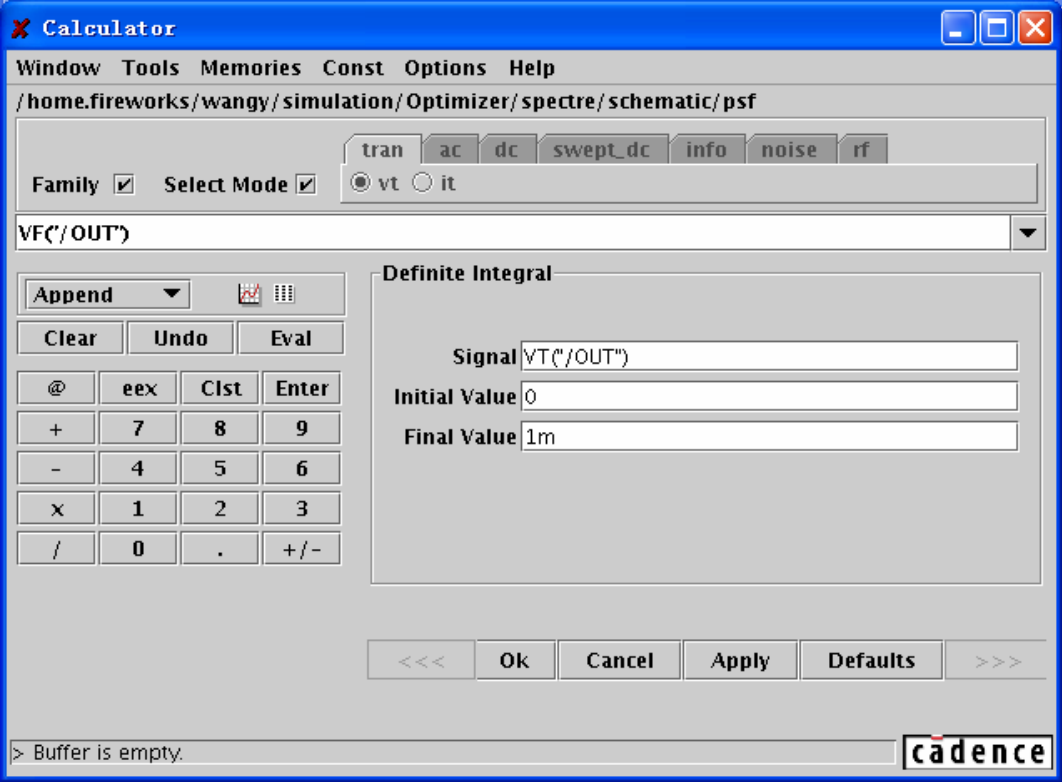 Calculator
Window Tools Memories Const Options Help
/home.fireworks/wangy/simulation/Optimizer/spectre/schematic/psf
tran ac dc swept_dc info noise rf
Family Select Mode vt it
VF("/OUT")
Definite Integral
Append
Clear Undo Eval
Signal VT("/OUT")
@ eex Clst Enter
Initial Value 0
+ 7 8 9
Final Value 1m
- 4 5 6
x 1 2 3
/ 0 . +/-
<<< Ok Cancel Apply Defaults >>>
> Buffer is empty.
cādence